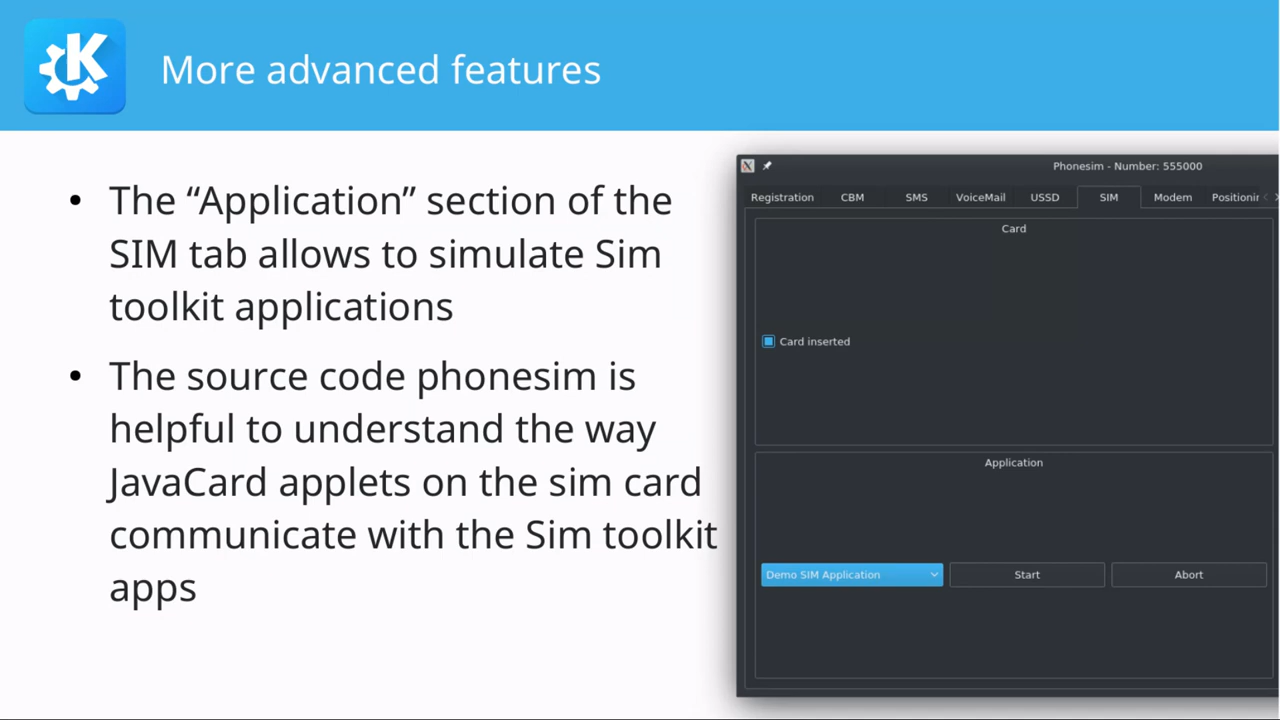 More advanced features
• The “Application” section of the
SIM tab allows to simulate Sim
toolkit applications
• The source code phonesim is
helpful to understand the way
JavaCard applets on the sim card
communicate with the Sim toolkit
apps
Phonesim - Number: 555000
Registration CBM SMS VoiceMail USSD SIM Modem Positionir
Card
Card inserted
Application
Demo SIM Application Start Abort